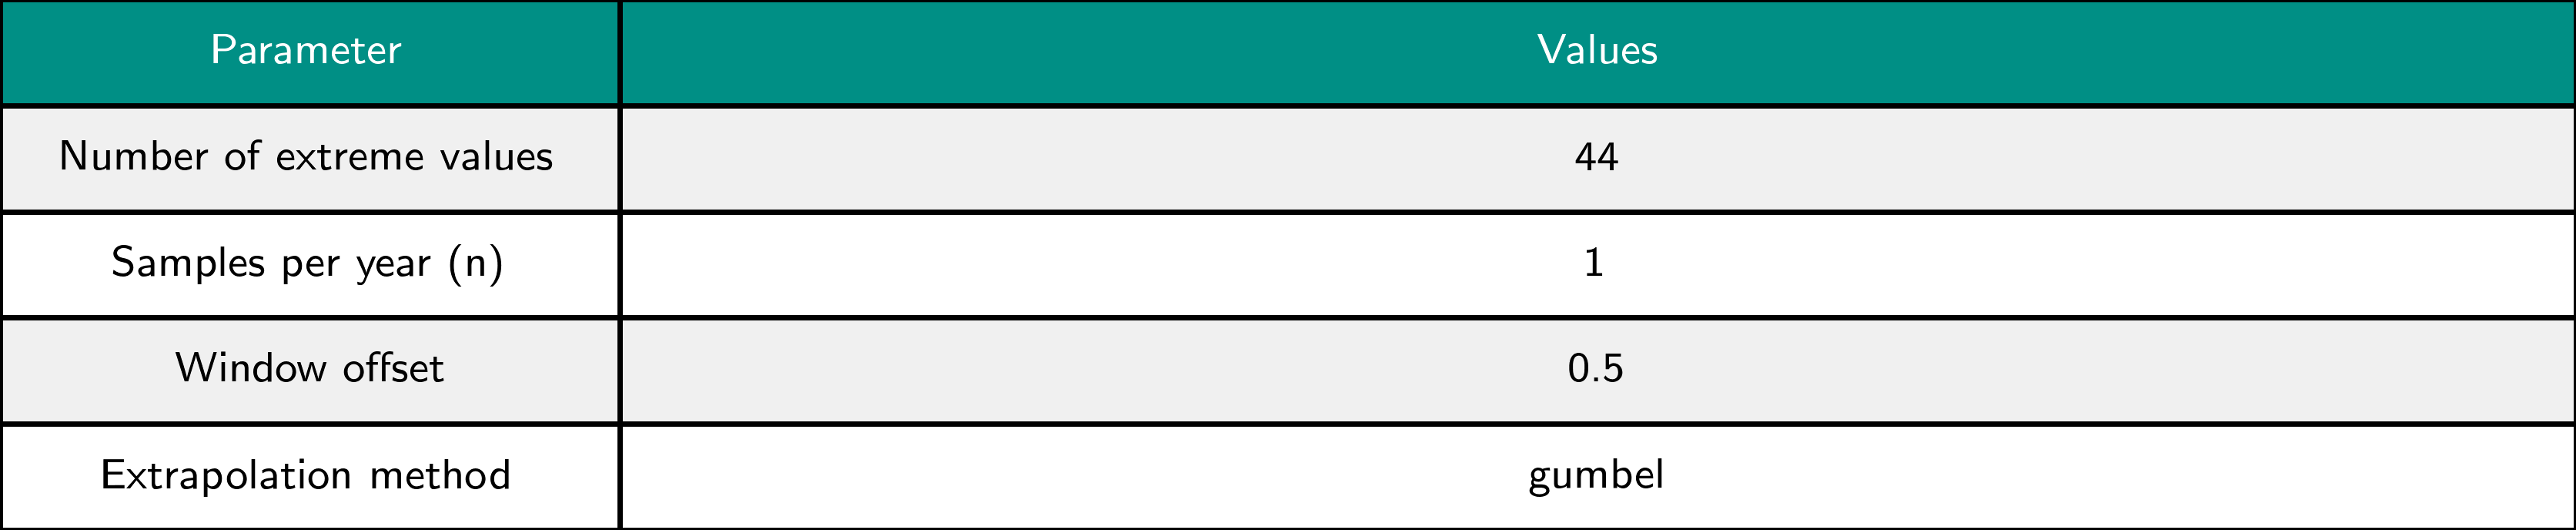 Parameter Values
Number of extreme values 44
Samples per year (n) 1
Window offset 0.5
Extrapolation method gumbel